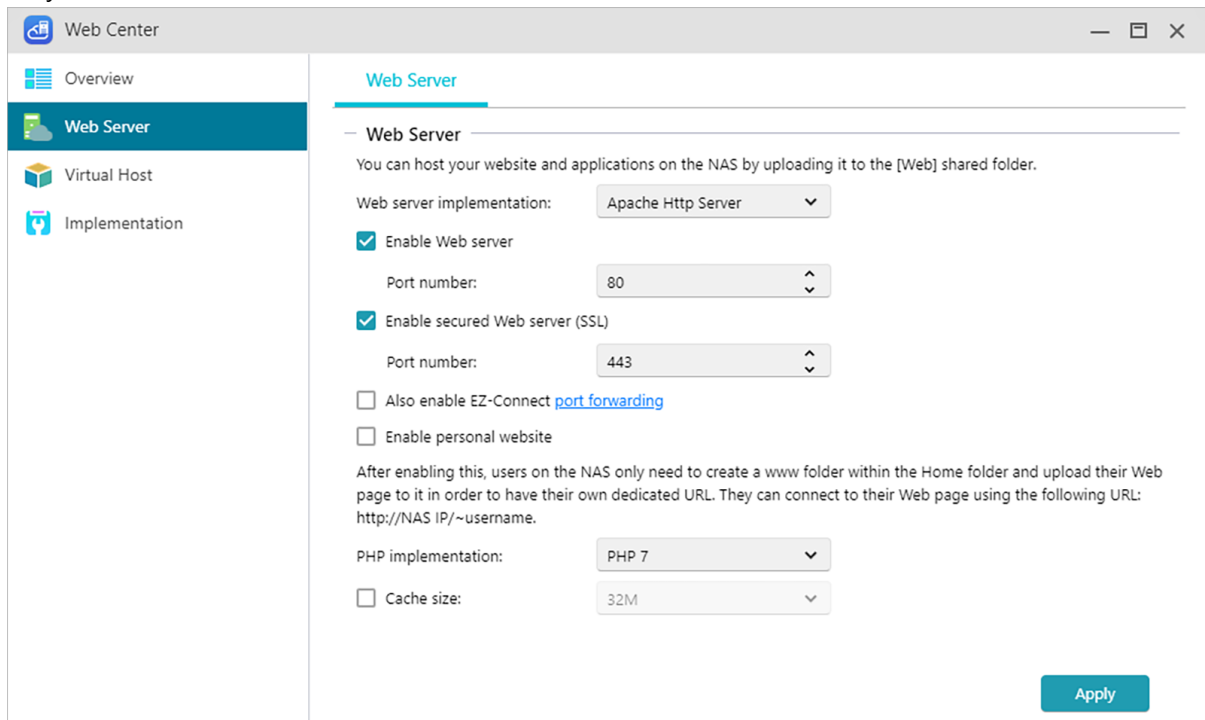 Web Center
Overview
Web Server
Virtual Host
Implementation
Web Server
Web Server
You can host your website and applications on the NAS by uploading it to the [Web] shared folder.
Web server implementation: Apache Http Server
Enable Web server
Port number: 80
Enable secured Web server (SSL)
Port number: 443
Also enable EZ-Connect port forwarding
Enable personal website
After enabling this, users on the NAS only need to create a www folder within the Home folder and upload their Web
page to it in order to have their own dedicated URL. They can connect to their Web page using the following URL:
http://NAS IP/~username.
PHP implementation: PHP 7
Cache size: 32M
Apply